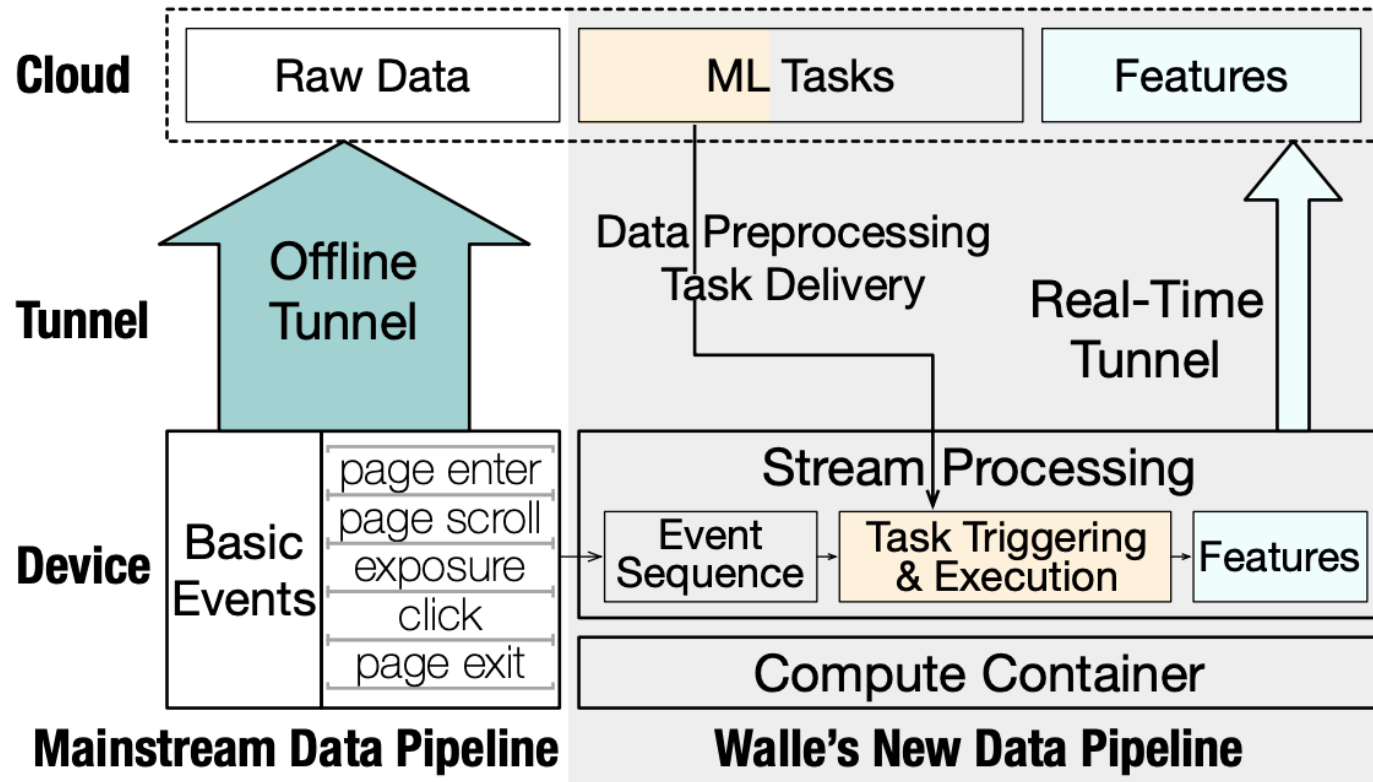 Cloud
Raw Data
ML Tasks
Features
Tunnel
Offline
Tunnel
Data Preprocessing
Task Delivery
Real-Time
Tunnel
Device
Basic
Events
page enter
page scroll
exposure
click
page exit
Stream Processing
Event
Sequence
Task Triggering
& Execution
Features
Compute Container
Mainstream Data Pipeline
Walle's New Data Pipeline